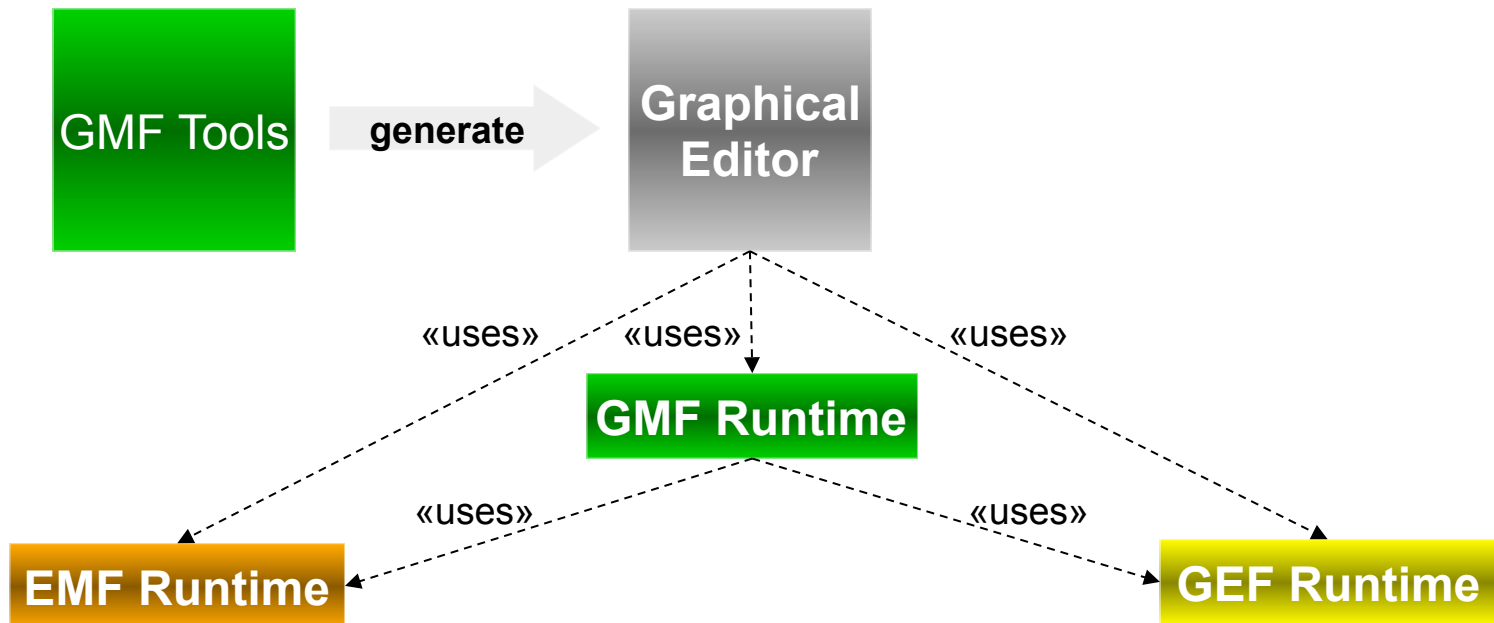 GMF Tools
generate
Graphical
Editor
«uses»
«uses»
«uses»
GMF Runtime
«uses»
«uses»
EMF Runtime
GEF Runtime